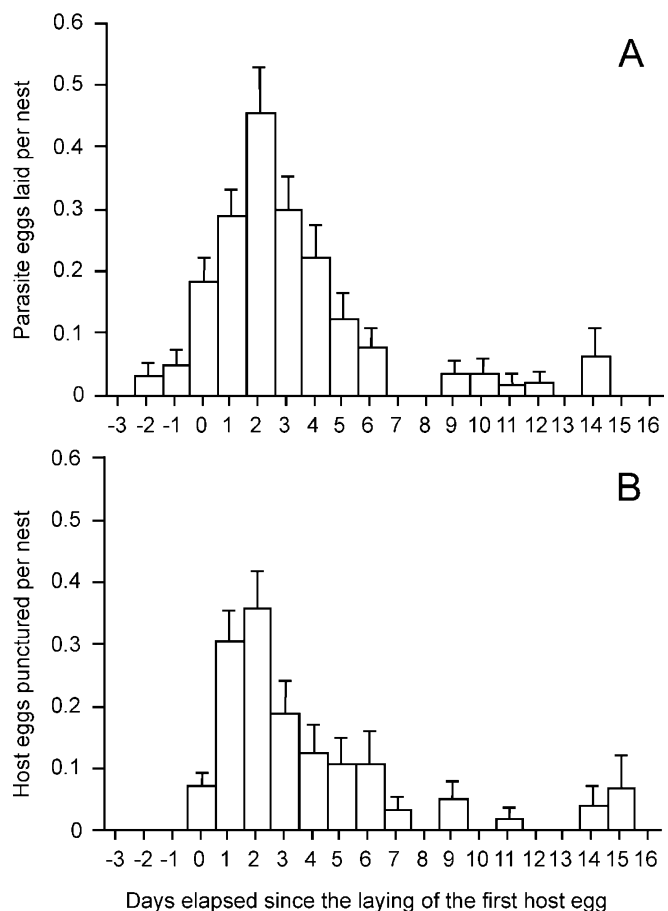 A
Parasite eggs laid per nest
0.6
0.5
0.4
0.3
0.2
0.1
0
-3 -2 -1 0 1 2 3 4 5 6 7 8 9 10 11 12 13 14 15 16
B
Host eggs punctured per nest
0.6
0.5
0.4
0.3
0.2
0.1
0
-3 -2 -1 0 1 2 3 4 5 6 7 8 9 10 11 12 13 14 15 16
Days elapsed since the laying of the first host egg